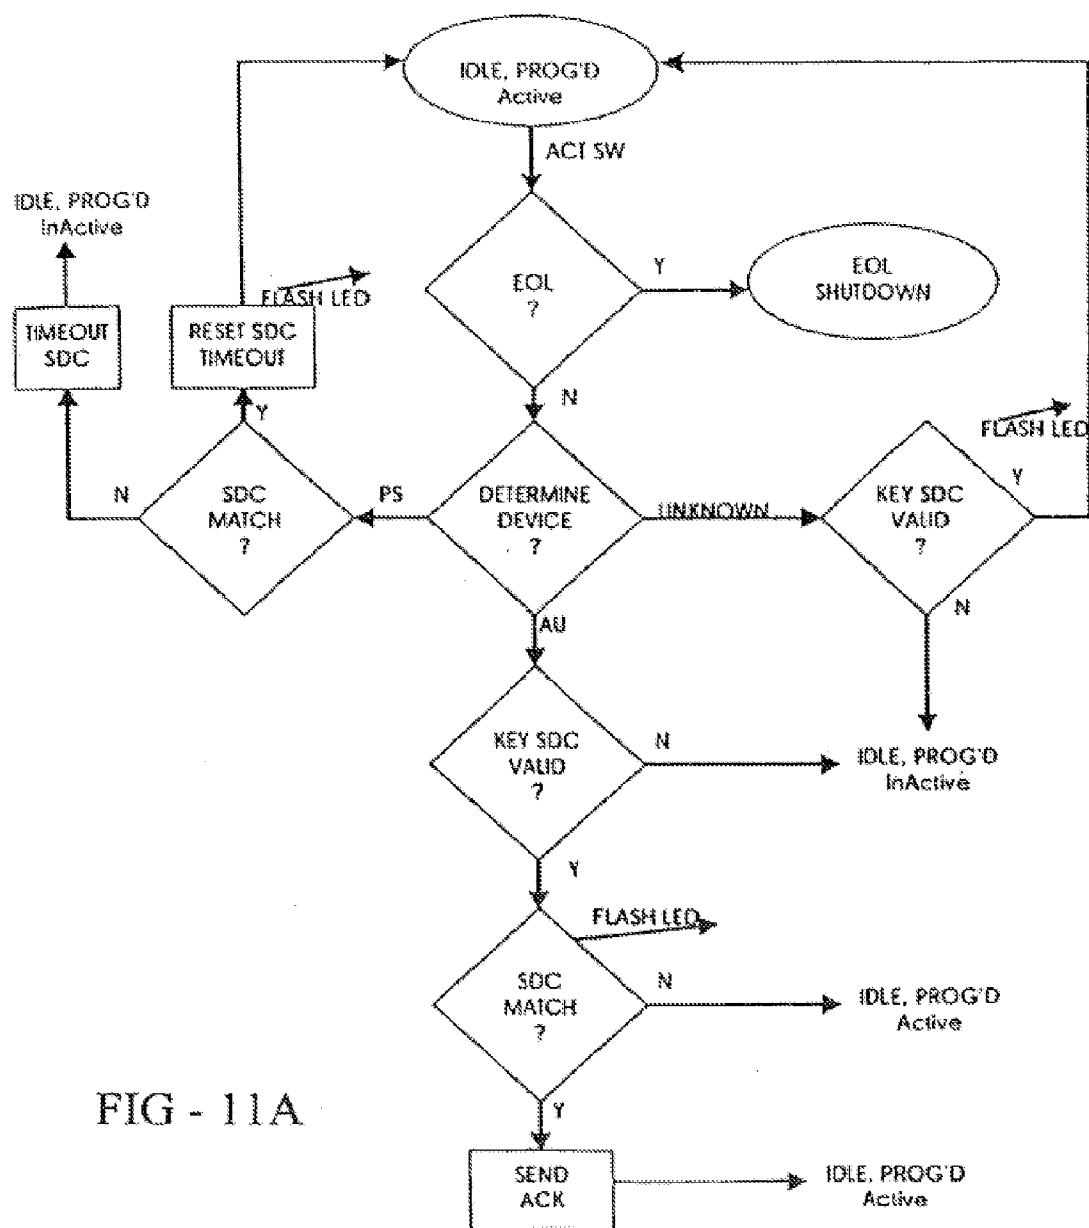 IDLE, PROG'D
Active
ACT SW
IDLE, PROG'D
InActive
EOL
?
Y
EOL
SHUTDOWN
FLASH LED
TIMEOUT
SDC
RESET SDC
TIMEOUT
N
Y
FLASH LED
N
SDC
MATCH
?
PS
DETERMINE
DEVICE
?
UNKNOWN
KEY SDC
VALID
?
Y
N
AU
KEY SDC
VALID
?
N
IDLE, PROG'D
InActive
Y
FLASH LED
SDC
MATCH
?
N
IDLE, PROG'D
Active
Y
FIG - 11A
SEND
ACK
IDLE, PROG'D
Active